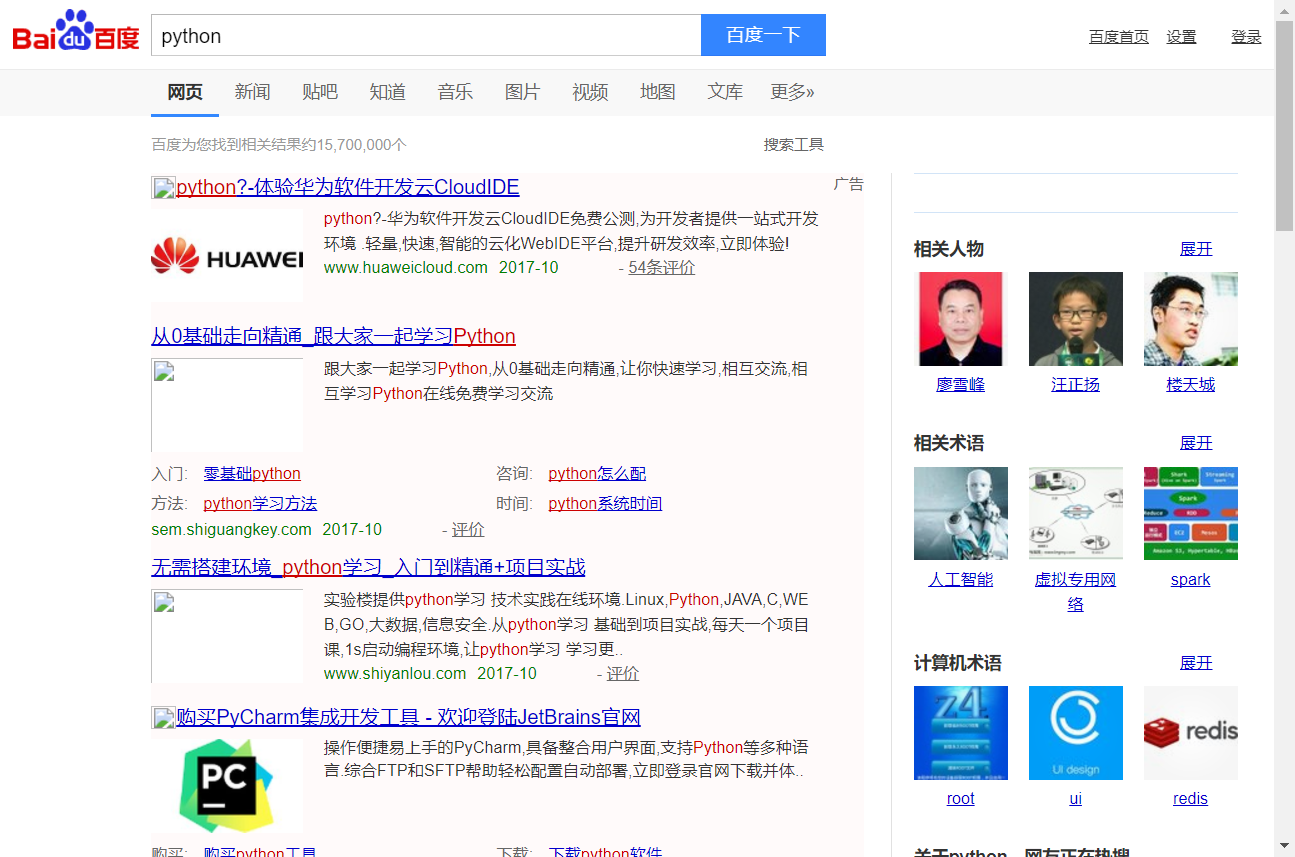 Bai du 百度
python
百度一下
百度首页 设置 登录
网页 新闻 贴吧 知道 音乐 图片 视频 地图 文库 更多»
百度为您找到相关结果约15,700,000个
搜索工具
python?-体验华为软件开发云CloudIDE
广告
HUAWEI
python?-华为软件开发云CloudIDE免费公测,为开发者提供一站式开发
环境 .轻量,快速,智能的云化WebIDE平台,提升研发效率,立即体验!
www.huaweicloud.com 2017-10 - 54条评价
从0基础走向精通_跟大家一起学习Python
跟大家一起学习Python,从0基础走向精通,让你快速学习,相互交流,相
互学习Python在线免费学习交流
入门: 零基础python 咨询: python怎么配
方法: python学习方法 时间: python系统时间
sem.shiguangkey.com 2017-10 - 评价
无需搭建环境_python学习_入门到精通+项目实战
实验楼提供python学习 技术实践在线环境.Linux,Python,JAVA,C,WE
B,GO,大数据,信息安全.从python学习 基础到项目实战,每天一个项目
课,1s启动编程环境,让python学习 学习更..
www.shiyanlou.com 2017-10 - 评价
购买PyCharm集成开发工具 - 欢迎登陆JetBrains官网
PC
操作便捷易上手的PyCharm,具备整合用户界面,支持Python等多种语
言.综合FTP和SFTP帮助轻松配置自动部署,立即登录官网下载并体..
购买: 购买python工具 下载: 下载python软件
相关人物 展开
廖雪峰 汪正扬 楼天城
相关术语 展开
Shark
Streaming
Spark
EC2
Mesos
Amazon S3, Hypertable, HBas
人工智能 虚拟专用网 spark
络
计算机术语 展开
z4
UI design
redis
root ui redis
关于python，网友正在热搜